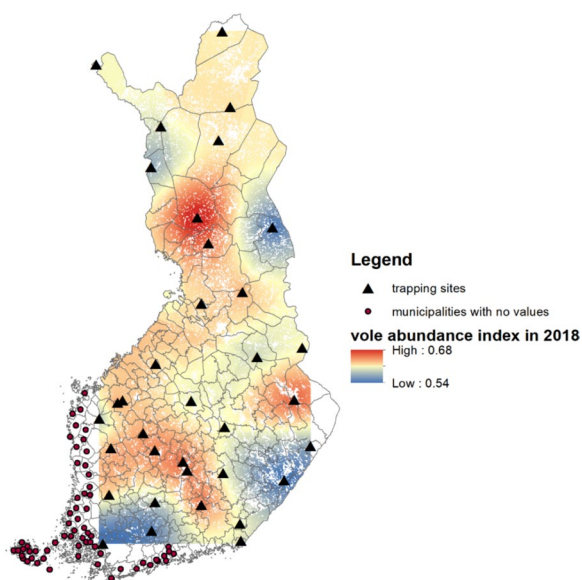 Legend
trapping sites
municipalities with no values
vole abundance index in 2018
High : 0.68
Low : 0.54